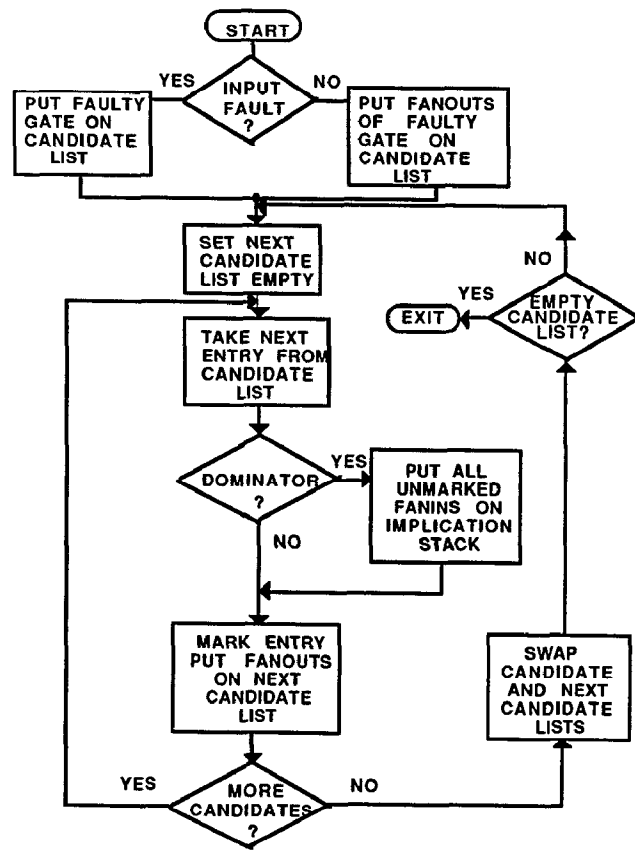 START
YES
INPUT
FAULT
?
NO
PUT FAULTY
GATE ON
CANDIDATE
LIST
PUT FANOUTS
OF FAULTY
GATE ON
CANDIDATE
LIST
SET NEXT
CANDIDATE
LIST EMPTY
NO
YES
EMPTY
CANDIDATE
LIST?
EXIT
TAKE NEXT
ENTRY FROM
CANDIDATE
LIST
DOMINATOR
?
YES
NO
PUT ALL
UNMARKED
FANINS ON
IMPLICATION
STACK
MARK ENTRY
PUT FANOUTS
ON NEXT
CANDIDATE
LIST
SWAP
CANDIDATE
AND NEXT
CANDIDATE
LISTS
YES
MORE
CANDIDATES
?
NO